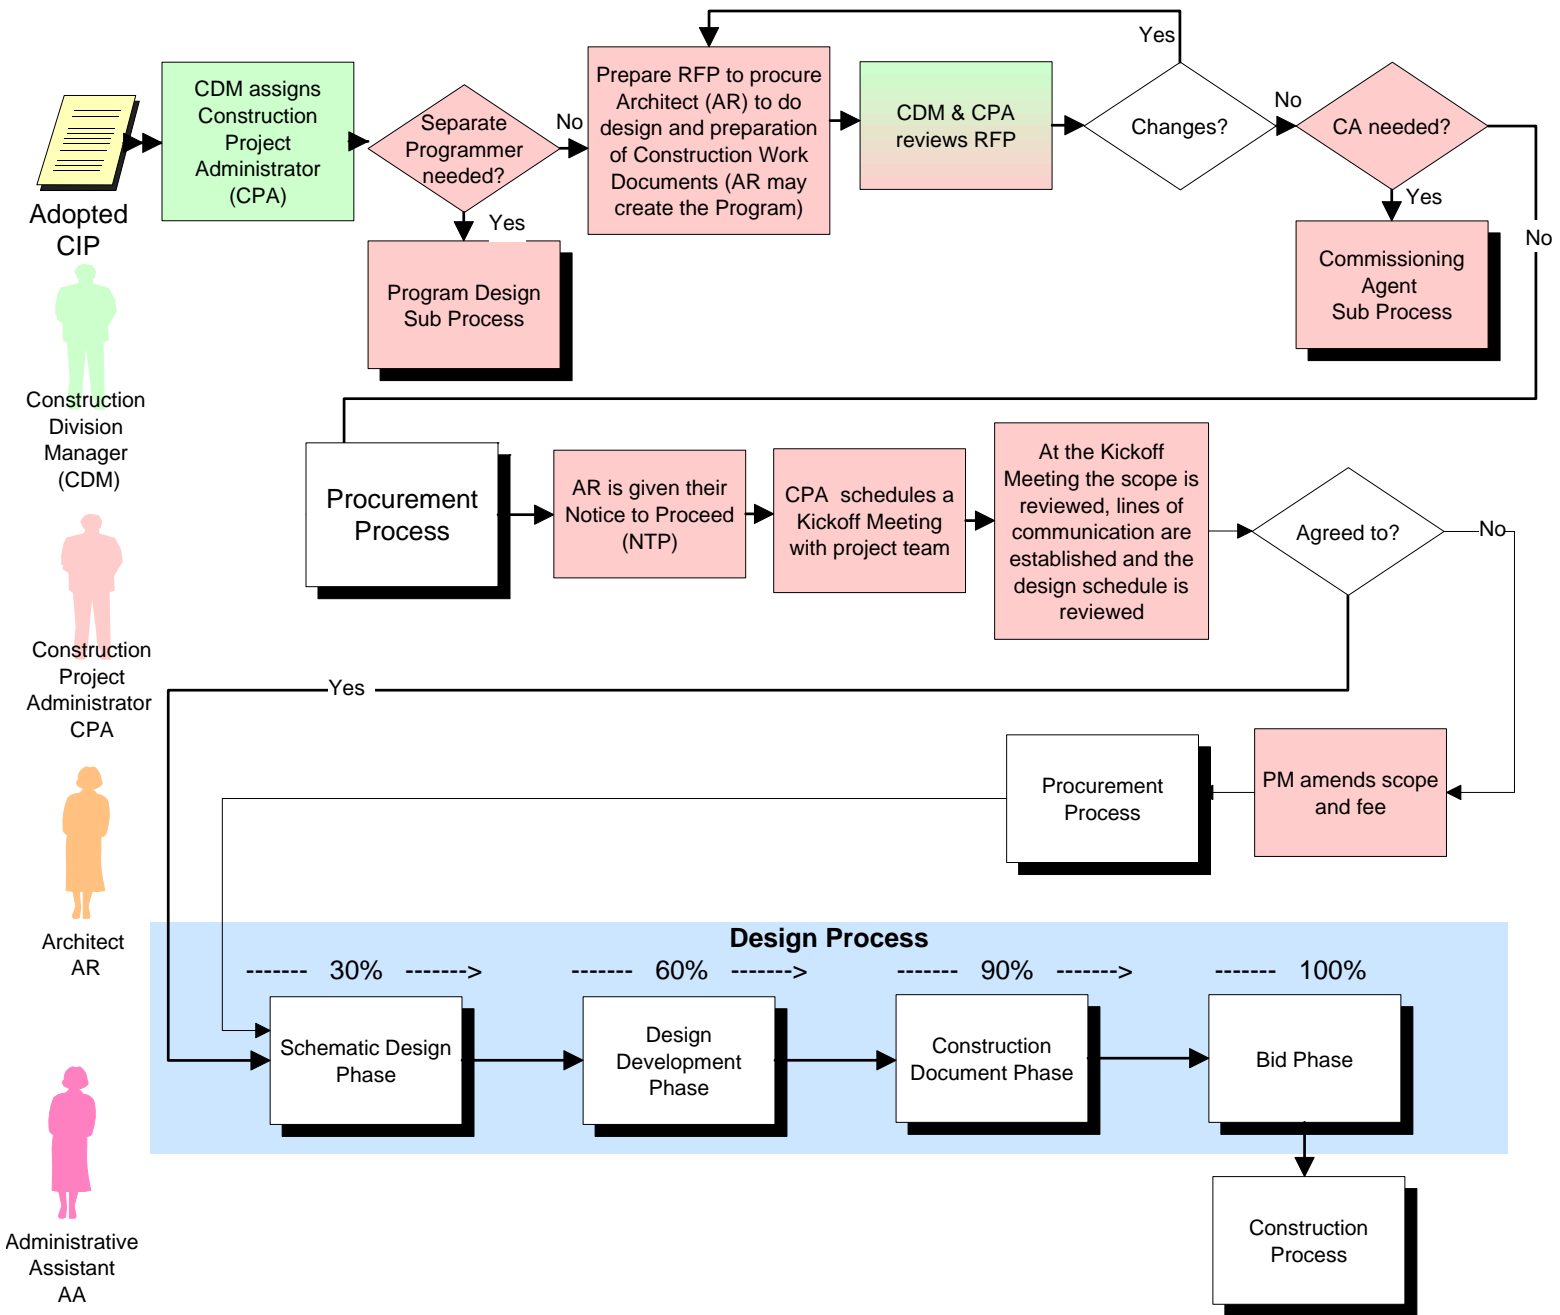 Adopted
CIP
CDM assigns
Construction
Project
Administrator
(CPA)
Separate
Programmer
needed?
No
Yes
Program Design
Sub Process
Prepare RFP to procure
Architect (AR) to do
design and preparation
of Construction Work
Documents (AR may
create the Program)
CDM & CPA
reviews RFP
Changes?
Yes
No
CA needed?
Yes
No
Commissioning
Agent
Sub Process
Construction
Division
Manager
(CDM)
Procurement
Process
AR is given their
Notice to Proceed
(NTP)
CPA schedules a
Kickoff Meeting
with project team
At the Kickoff
Meeting the scope is
reviewed, lines of
communication are
established and the
design schedule is
reviewed
Agreed to?
No
Yes
Construction
Project
Administrator
CPA
Procurement
Process
PM amends scope
and fee
Architect
AR
Design Process
------- 30% ------->
------- 60% ------->
------- 90% ------->
------- 100%
Schematic Design
Phase
Design
Development
Phase
Construction
Document Phase
Bid Phase
Construction
Process
Administrative
Assistant
AA